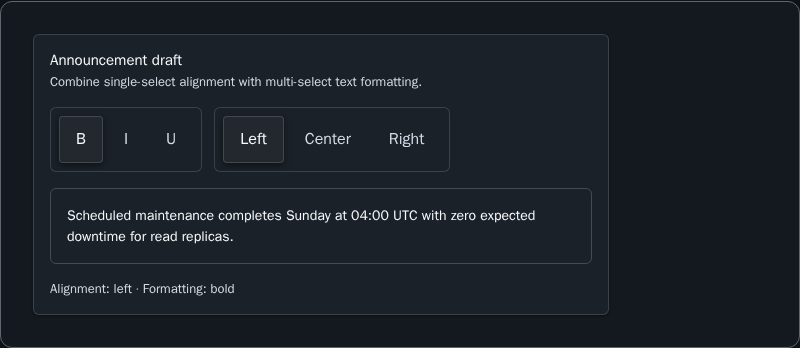 Announcement draft
Combine single-select alignment with multi-select text formatting.
B I U Left Center Right
Scheduled maintenance completes Sunday at 04:00 UTC with zero expected
downtime for read replicas.
Alignment: left · Formatting: bold